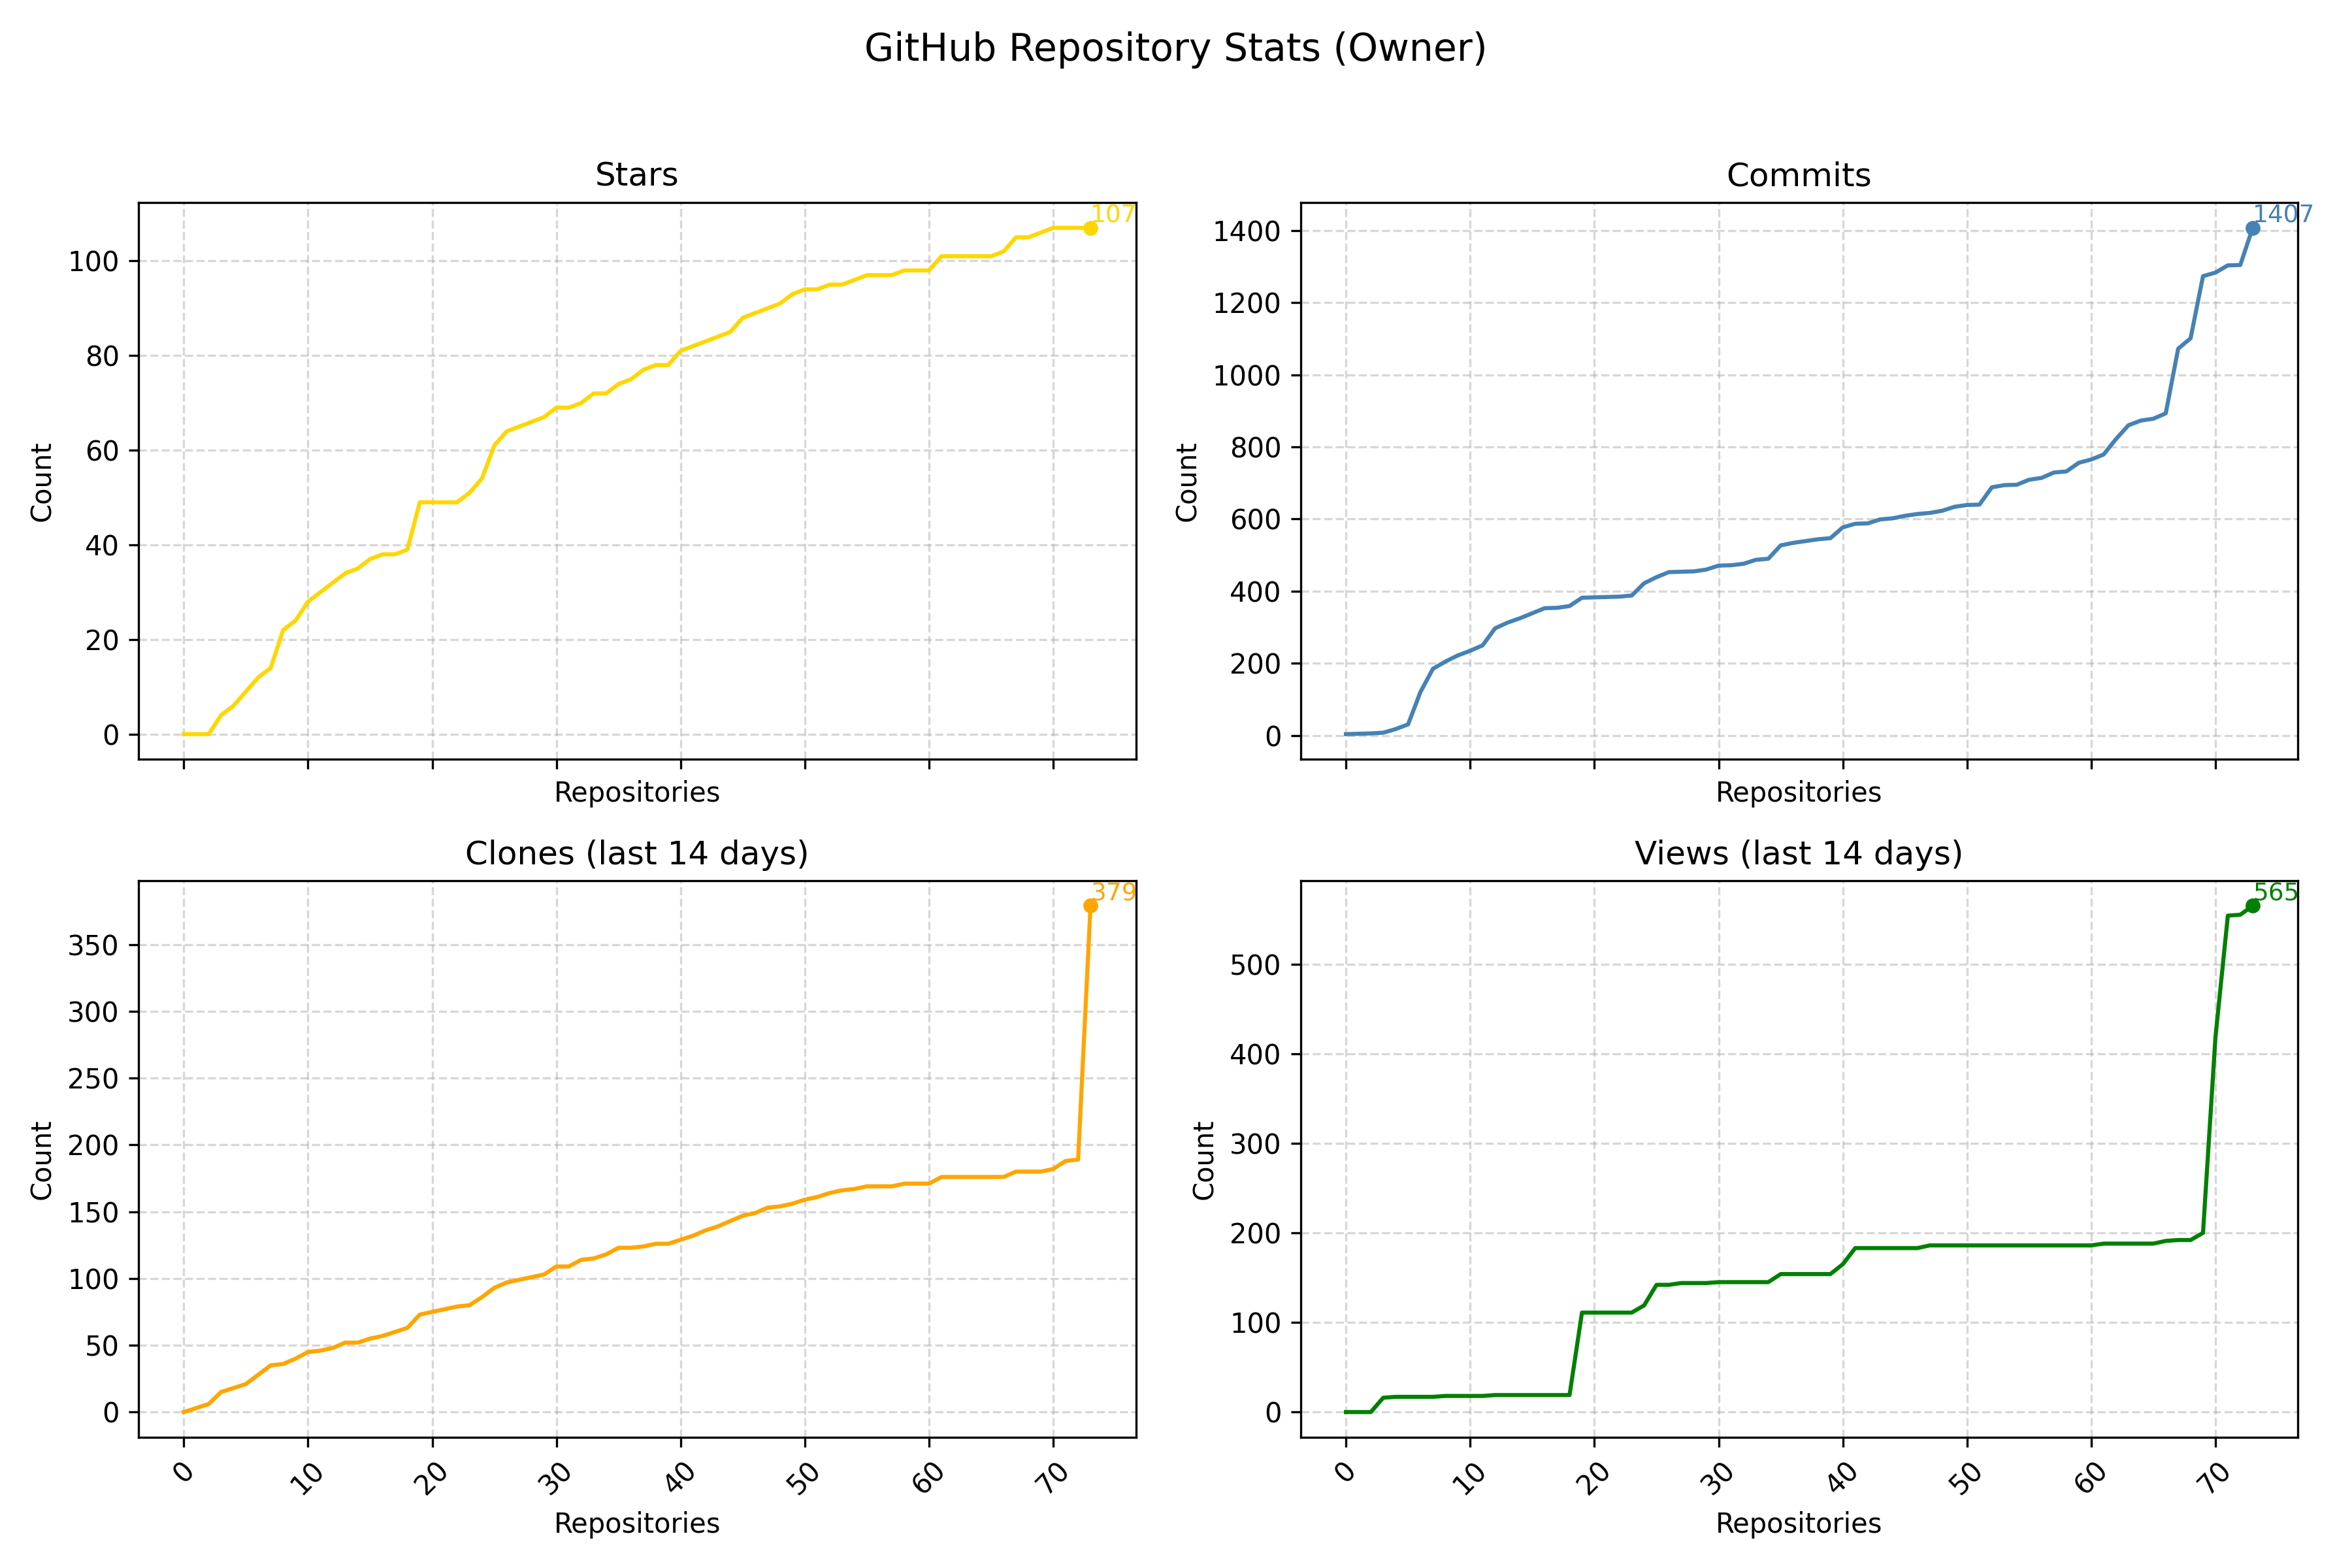 GitHub Repository Stats (Owner)
Stars
107
100
80
60
40
20
0
Count
Repositories
Commits
1407
1400
1200
1000
800
600
400
200
0
Count
Repositories
Clones (last 14 days)
379
350
300
250
200
150
100
50
0
Count
0 10 20 30 40 50 60 70
Repositories
Views (last 14 days)
565
500
400
300
200
100
0
Count
0 10 20 30 40 50 60 70
Repositories